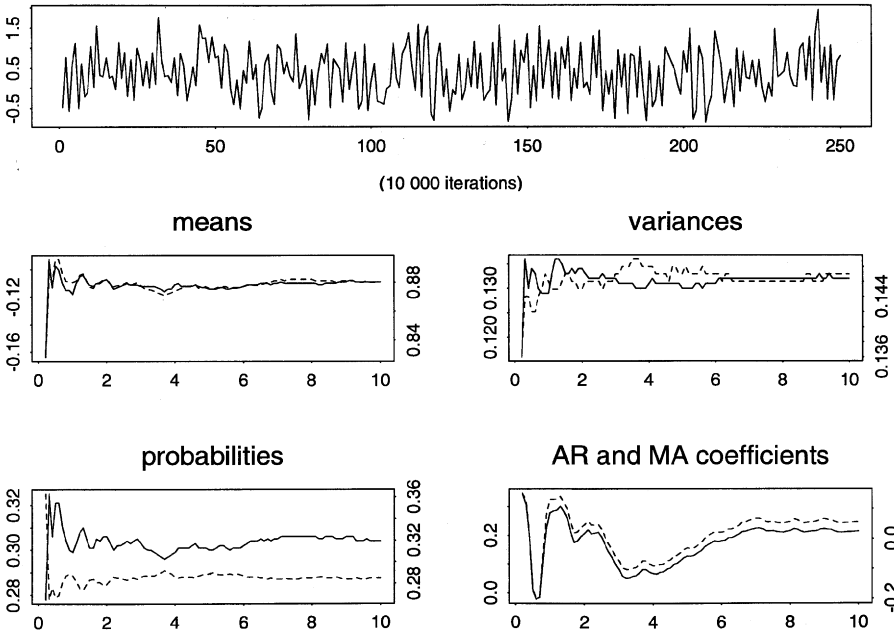 1.5
0.5
-0.5
0 50 100 150 200 250
(10 000 iterations)
means
-0.12
-0.16
0.88
0.84
0 2 4 6 8 10
variances
0.130
0.120
0.144
0.136
0 2 4 6 8 10
probabilities
0.32
0.30
0.28
0.36
0.32
0.28
0 2 4 6 8 10
AR and MA coefficients
0.2
0.0
0.0
-0.2
0 2 4 6 8 10